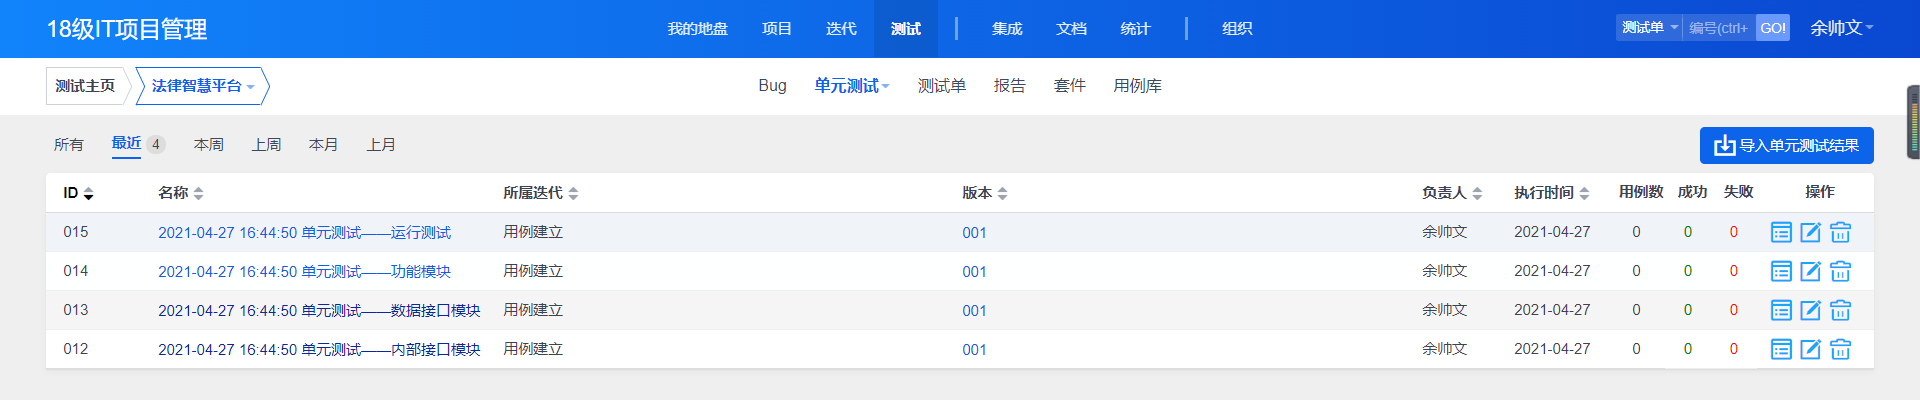 18级IT项目管理 我的地盘 项目 迭代 测试 集成 文档 统计 组织 测试单 编号(ctrl+ GO! 余帅文
测试主页 法律智慧平台 Bug 单元测试 测试单 报告 套件 用例库
所有 最近 4 本周 上周 本月 上月 导入单元测试结果
ID 名称 所属迭代 版本 负责人 执行时间 用例数 成功 失败 操作
015 2021-04-27 16:44:50 单元测试——运行测试 用例建立 001 余帅文 2021-04-27 0 0 0
014 2021-04-27 16:44:50 单元测试——功能模块 用例建立 001 余帅文 2021-04-27 0 0 0
013 2021-04-27 16:44:50 单元测试——数据接口模块 用例建立 001 余帅文 2021-04-27 0 0 0
012 2021-04-27 16:44:50 单元测试——内部接口模块 用例建立 001 余帅文 2021-04-27 0 0 0